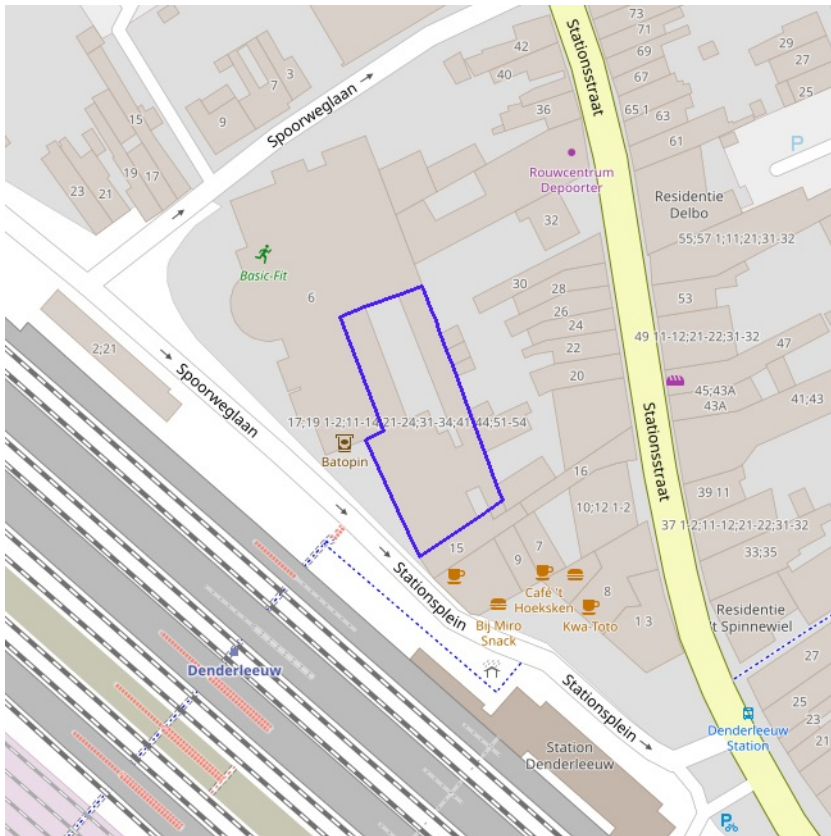 73
71
69
67
65 1
63
61
42
40
36
29
27
25
3
7
9
15
17
19
21
23
Spoorweglaan
Stationsstraat
P
Rouwcentrum
Depoorter
Residentie
Delbo
32
55;57 1;11;21;31-32
Basic-Fit
6
30
28
26
24
22
20
53
49 11-12;21-22;31-32
47
45;43A
43A
41;43
2;21
Spoorweglaan
17;19 1-2;11-14;21-24;31-34;41-44;51-54
Batopin
Stationsstraat
16
10;12 1-2
39 11
37 1-2;11-12;21-22;31-32
33;35
15
9
7
8
1 3
Café 't
Hoeksken
Bij Miro
Snack
Kwa-Toto
Stationsplein
Residentie
't Spinnewiel
27
25
23
21
Denderleeuw
Stationsplein
Station
Denderleeuw
Denderleeuw
Station
P